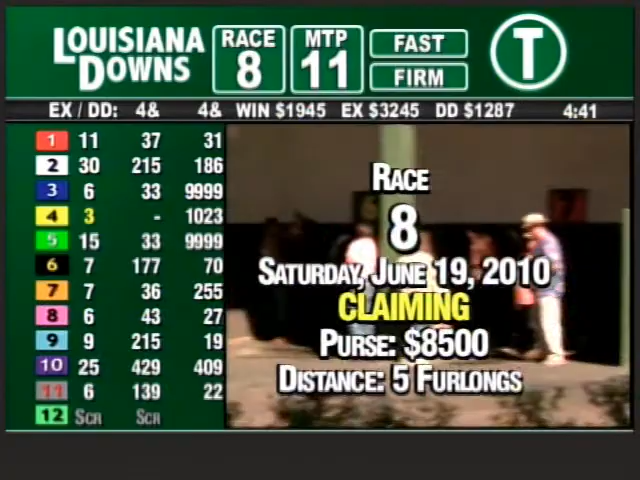 LOUISIANA DOWNS
RACE 8
MTP 11
FAST
FIRM
T
EX / DD: 4& 4& WIN $1945 EX $3245 DD $1287 4:41
1 11 37 31
2 30 215 186
3 6 33 9999
4 3 - 1023
5 15 33 9999
6 7 177 70
7 7 36 255
8 6 43 27
9 9 215 19
10 25 429 409
11 6 139 22
12 SCR SCR
RACE
8
SATURDAY, JUNE 19, 2010
CLAIMING
PURSE: $8500
DISTANCE: 5 FURLONGS